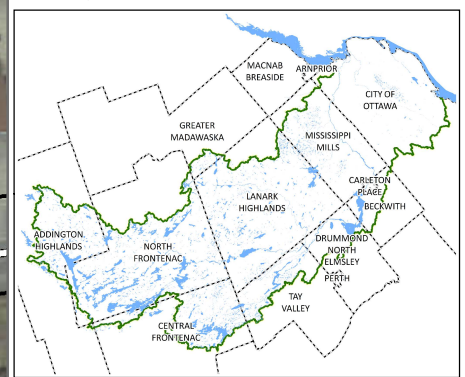 MACNAB
BREASIDE
ARNPRIOR
CITY OF
OTTAWA
GREATER
MADAWASKA
MISSISSIPPI
MILLS
CARLETON
PLACE
BECKWITH
LANARK
HIGHLANDS
ADDINGTON
HIGHLANDS
NORTH
FRONTENAC
DRUMMOND
NORTH
ELMSLEY
PERTH
TAY
VALLEY
CENTRAL
FRONTENAC